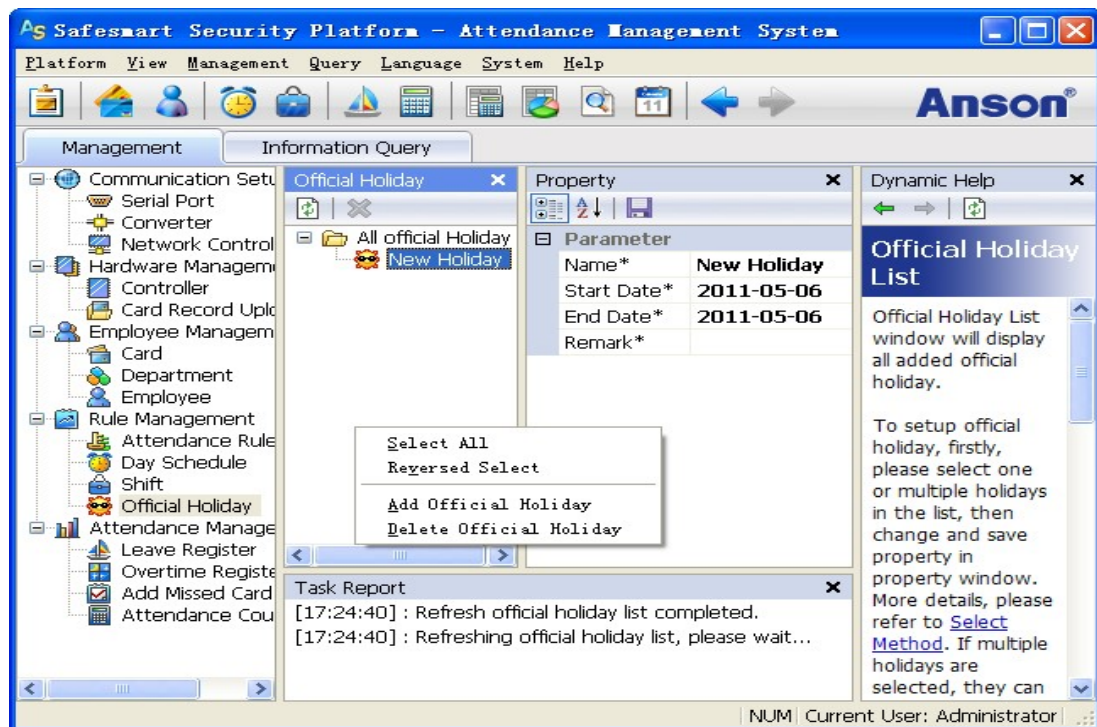 AS Safesmart Security Platform - Attendance Management System
Platform View Management Query Language System Help
11
Anson®
Management Information Query
Communication Setu
Serial Port
Converter
Network Control
Hardware Managem
Controller
Card Record Uplo
Employee Managem
Card
Department
Employee
Rule Management
Attendance Rule
Day Schedule
Shift
Official Holiday
Attendance Manage
Leave Register
Overtime Registe
Add Missed Card
Attendance Cou
Official Holiday
All official Holiday
New Holiday
Select All
Reversed Select
Add Official Holiday
Delete Official Holiday
Property
Parameter
Name* New Holiday
Start Date* 2011-05-06
End Date* 2011-05-06
Remark*
Task Report
[17:24:40] : Refresh official holiday list completed.
[17:24:40] : Refreshing official holiday list, please wait...
Dynamic Help
Official Holiday
List
Official Holiday List
window will display
all added official
holiday.
To setup official
holiday, firstly,
please select one
or multiple holidays
in the list, then
change and save
property in
property window.
More details, please
refer to Select
Method. If multiple
holidays are
selected, they can
NUM Current User: Administrator